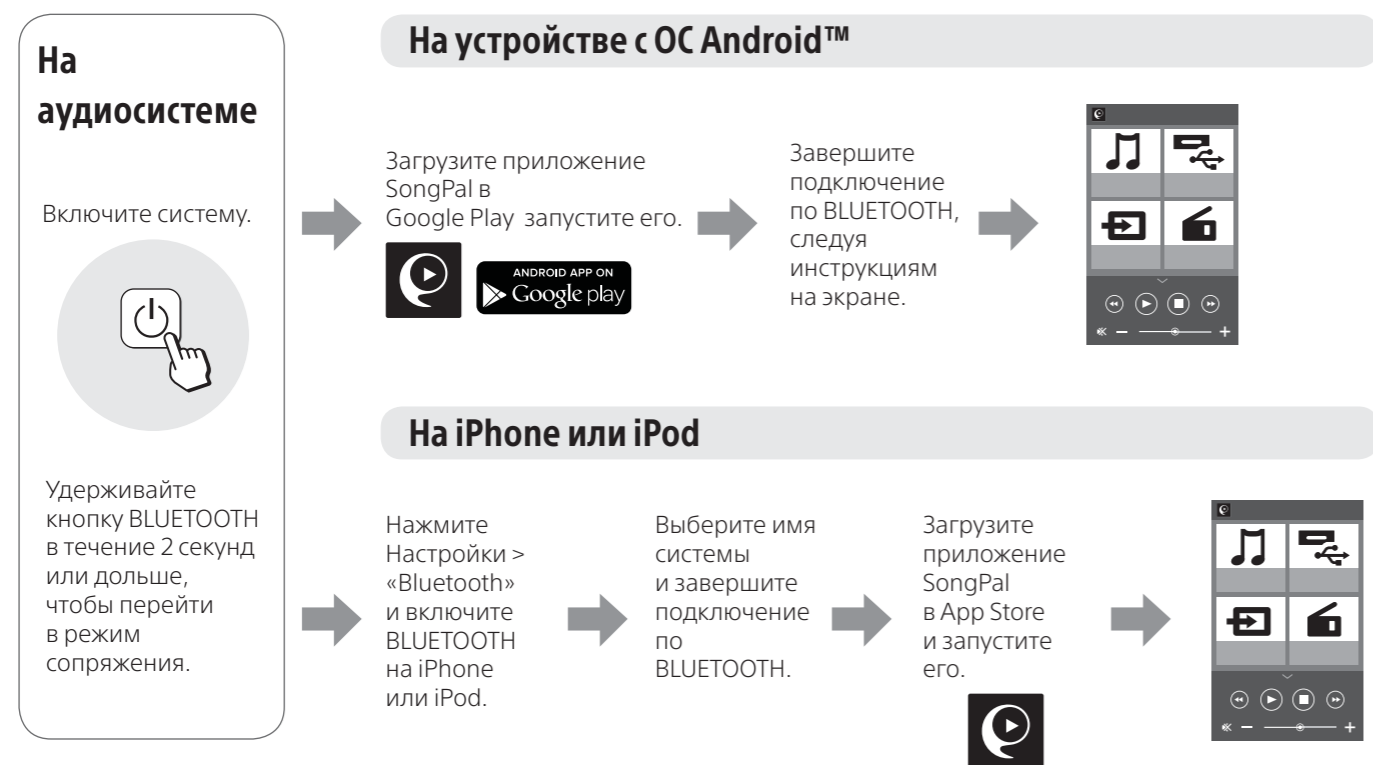 На
аудиосистеме
Включите систему.
Удерживайте
кнопку BLUETOOTH
в течение 2 секунд
или дольше,
чтобы перейти
в режим
сопряжения.
На устройстве с ОС Android™
Загрузите приложение
SongPal в
Google Play запустите его.
ANDROID APP ON
Google play
Завершите
подключение
по BLUETOOTH,
следуя
инструкциям
на экране.
На iPhone или iPod
Нажмите
Настройки >
«Bluetooth»
и включите
BLUETOOTH
на iPhone
или iPod.
Выберите имя
системы
и завершите
подключение
по
BLUETOOTH.
Загрузите
приложение
SongPal
в App Store
и запустите
его.